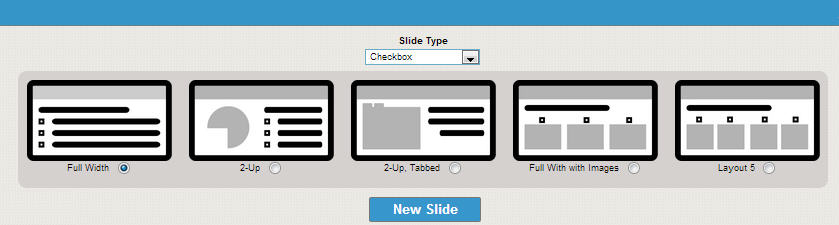 Slide Type
Checkbox
Full Width
2-Up
2-Up, Tabbed
Full With with Images
Layout 5
New Slide